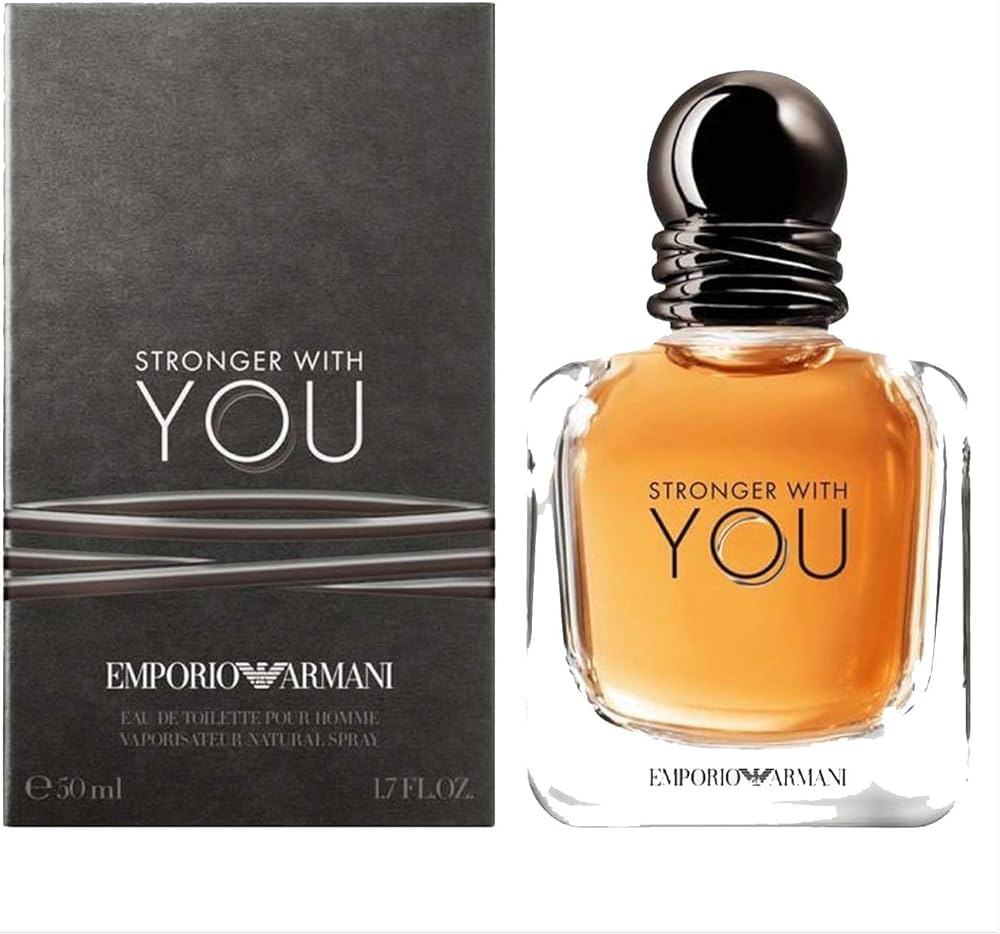 STRONGER WITH
YOU
EMPORIO ARMANI
EAU DE TOILETTE POUR HOMME
VAPORISATEUR NATURAL SPRAY
℮50 ml 1.7 FL.OZ.
STRONGER WITH
YOU
EMPORIO ARMANI